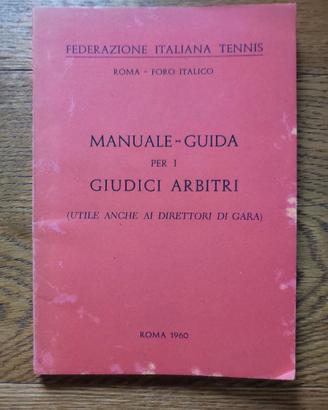 FEDERAZIONE ITALIANA TENNIS
ROMA - FORO ITALICO
MANUALE - GUIDA
PER I
GIUDICI ARBITRI
(UTILE ANCHE AI DIRETTORI DI GARA)
ROMA 1960